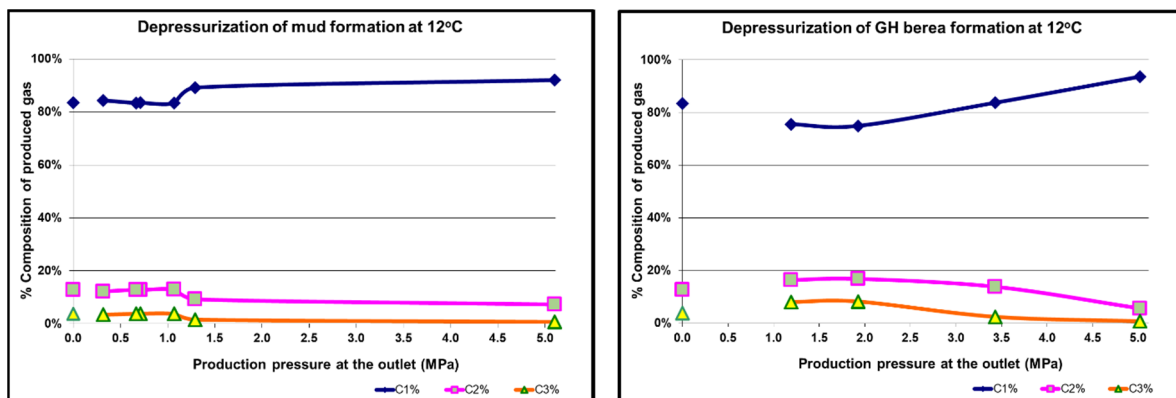 Depressurization of mud formation at 12°C
% Composition of produced gas
100%
80%
60%
40%
20%
0%
0.0 0.5 1.0 1.5 2.0 2.5 3.0 3.5 4.0 4.5 5.0
Production pressure at the outlet (MPa)
C1% C2% C3%
Depressurization of GH berea formation at 12°C
% Composition of produced gas
100%
80%
60%
40%
20%
0%
0.0 0.5 1.0 1.5 2.0 2.5 3.0 3.5 4.0 4.5 5.0
Production pressure at the outlet (MPa)
C1% C2% C3%